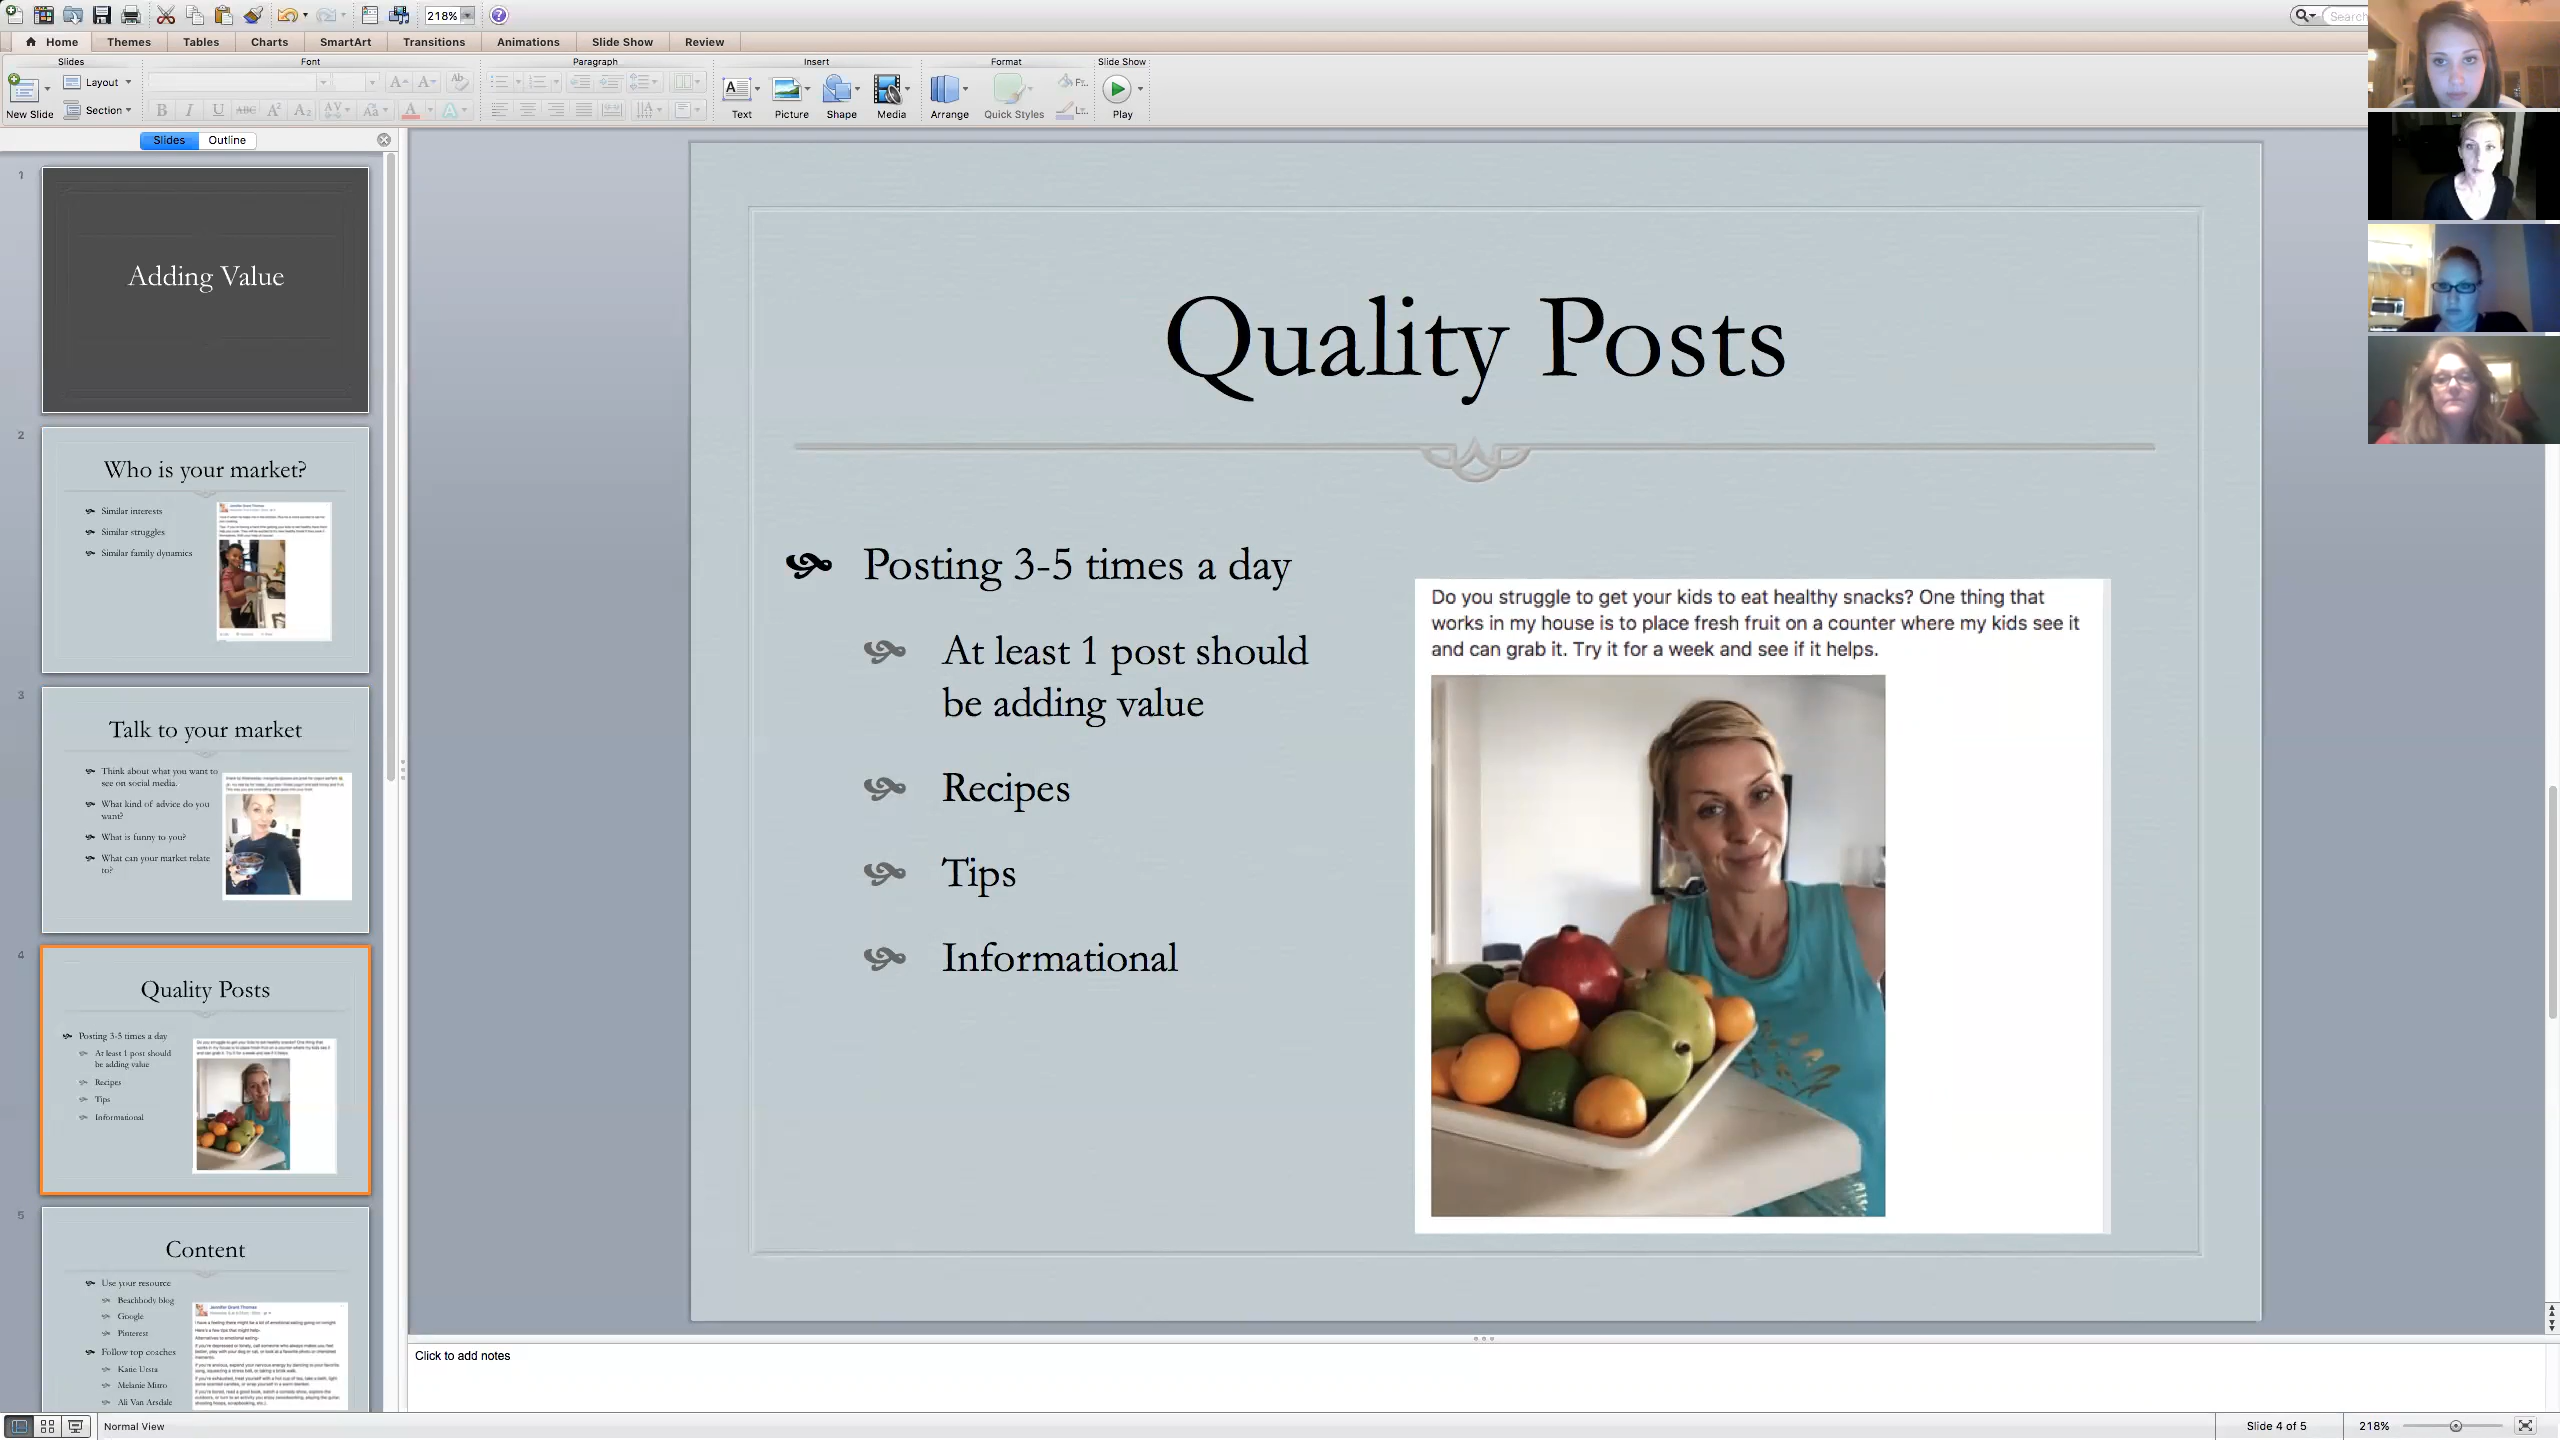 218%
Search
Home Themes Tables Charts SmartArt Transitions Animations Slide Show Review
Slides Font Paragraph Insert Format Slide Show
Layout
Section
New Slide Text Picture Shape Media Arrange Quick Styles Play
Slides Outline
1
Adding Value
2
Who is your market?
Similar interests
Similar struggles
Similar family dynamics
3
Talk to your market
Think about what you want to
see on social media.
What kind of advice do you
want?
What is funny to you?
What can your market relate
to?
4
Quality Posts
Posting 3-5 times a day
At least 1 post should
be adding value
Recipes
Tips
Informational
5
Content
Use your resource
Beachbody blog
Google
Pinterest
Follow top coaches
Katie Ursta
Melanie Mitro
Ali Van Arsdale
Jennifer Grant Thomas
Quality Posts
Posting 3-5 times a day
At least 1 post should
be adding value
Recipes
Tips
Informational
Do you struggle to get your kids to eat healthy snacks? One thing that
works in my house is to place fresh fruit on a counter where my kids see it
and can grab it. Try it for a week and see if it helps.
Click to add notes
Normal View
Slide 4 of 5
218%